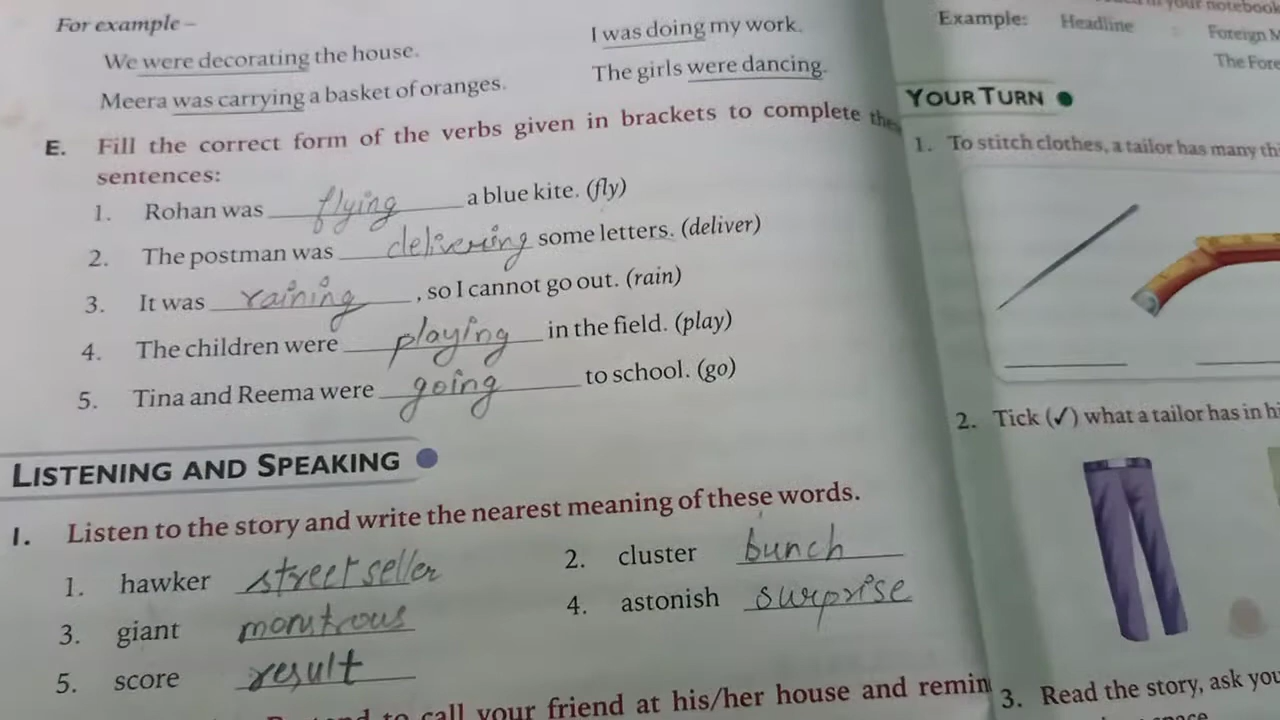 For example –
We were decorating the house.
I was doing my work.
Meera was carrying a basket of oranges.
The girls were dancing.
E. Fill the correct form of the verbs given in brackets to complete the
sentences:
1. Rohan was flying a blue kite. (fly)
2. The postman was delivering some letters. (deliver)
3. It was raining, so I cannot go out. (rain)
4. The children were playing in the field. (play)
5. Tina and Reema were going to school. (go)
LISTENING AND SPEAKING
I. Listen to the story and write the nearest meaning of these words.
1. hawker street seller
2. cluster bunch
3. giant monstrous
4. astonish surprise
5. score result
to call your friend at his/her house and remin
in your notebook
Example: Headline
Foreign M
The Fore
YOUR TURN
1. To stitch clothes, a tailor has many thi
2. Tick (✓) what a tailor has in hi
3. Read the story, ask you